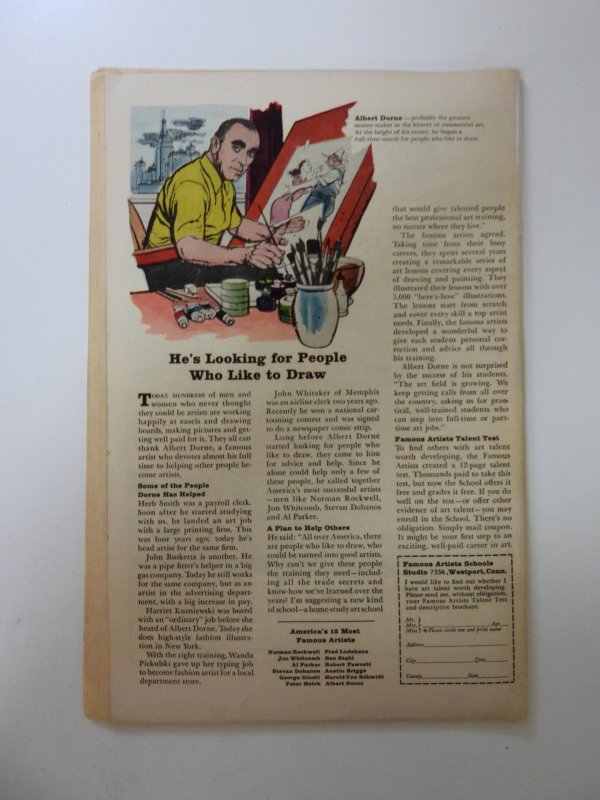 Albert Dorne — probably the greatest
money-maker in the history of commercial art.
At the height of his career, he began a
full-time search for people who like to draw.
He's Looking for People
Who Like to Draw
TODAY HUNDREDS of men and
women who never thought
they could be artists are working
happily at easels and drawing
boards, making pictures and get-
ting well paid for it. They all can
thank Albert Dorne, a famous
artist who devotes almost his full
time to helping other people be-
come artists.
Some of the People
Dorne Has Helped
Herb Smith was a payroll clerk.
Soon after he started studying
with us, he landed an art job
with a large printing firm. This
was four years ago; today he's
head artist for the same firm.
John Busketta is another. He
was a pipe fitter's helper in a big
gas company. Today he still works
for the same company, but as an
artist in the advertising depart-
ment, with a big increase in pay.
Harriet Kuzniewski was bored
with an "ordinary" job before she
heard of Albert Dorne. Today she
does high-style fashion illustra-
tion in New York.
With the right training, Wanda
Pickulski gave up her typing job
to become fashion artist for a local
department store.
John Whitaker of Memphis
was an airline clerk two years ago.
Recently he won a national car-
tooning contest and was signed
to do a newspaper comic strip.
Long before Albert Dorne
started looking for people who
like to draw, they came to him
for advice and help. Since he
alone could help only a few of
these people, he called together
America's most successful artists
—men like Norman Rockwell,
Jon Whitcomb, Stevan Dohanos
and Al Parker.
A Plan to Help Others
He said: "All over America, there
are people who like to draw, who
could be turned into good artists.
Why can't we give these people
the training they need—includ-
ing all the trade secrets and
know-how we've learned over the
years? I'm suggesting a new kind
of school—a home-study art school
America's 12 Most
Famous Artists
Norman Rockwell Fred Ludekens
Jon Whitcomb Ben Stahl
Al Parker Robert Fawcett
Stevan Dohanos Austin Briggs
George Giusti Harold Von Schmidt
Peter Helck Albert Dorne
that would give talented people
the best professional art training,
no matter where they live."
The famous artists agreed.
Taking time from their busy
careers, they spent several years
creating a remarkable series of
art lessons covering every aspect
of drawing and painting. They
illustrated their lessons with over
5,000 "here's-how" illustrations.
The lessons start from scratch
and cover every skill a top artist
needs. Finally, the famous artists
developed a wonderful way to
give each student personal cor-
rection and advice all through
his training.
Albert Dorne is not surprised
by the success of his students.
"The art field is growing. We
keep getting calls from all over
the country, asking us for prac-
tical, well-trained students who
can step into full-time or part-
time art jobs."
Famous Artists Talent Test
To find others with art talent
worth developing, the Famous
Artists created a 12-page talent
test. Thousands paid to take this
test, but now the School offers it
free and grades it free. If you do
well on the test—or offer other
evidence of art talent—you may
enroll in the School. There's no
obligation. Simply mail coupon.
It might be your first step to an
exciting, well-paid career in art.
Famous Artists Schools
Studio 7556, Westport, Conn.
I would like to find out whether I
have art talent worth developing.
Please send me, without obligation,
your Famous Artists Talent Test
and descriptive brochure.
Mr.
Mrs. Age
Miss Please circle one and print name
Address
City Zone
County State